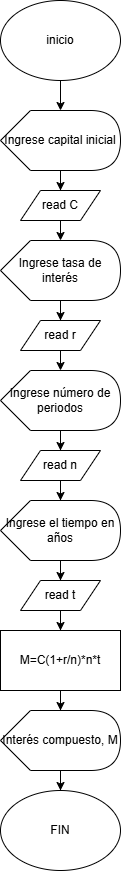 inicio
Ingrese capital inicial
read C
Ingrese tasa de
interés
read r
Ingrese número de
periodos
read n
Ingrese el tiempo en
años
read t
M=C(1+r/n)*n*t
Interés compuesto, M
FIN